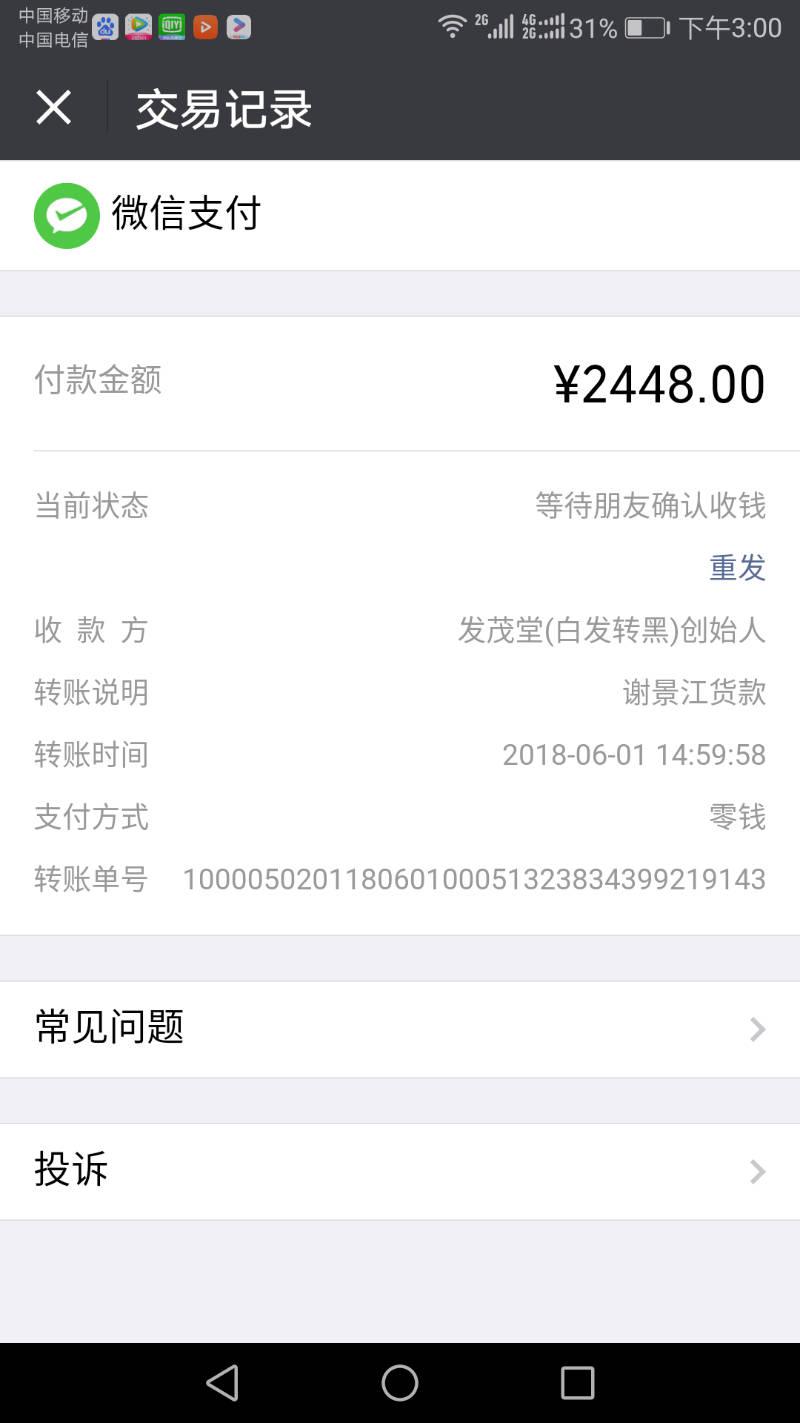 中国移动
中国电信
2G 4G 2G 31% 下午3:00
交易记录
微信支付
付款金额 ¥2448.00
当前状态 等待朋友确认收钱
重发
收款方 发茂堂(白发转黑)创始人
转账说明 谢景江货款
转账时间 2018-06-01 14:59:58
支付方式 零钱
转账单号 1000050201180601000513238343992​19143
常见问题
投诉